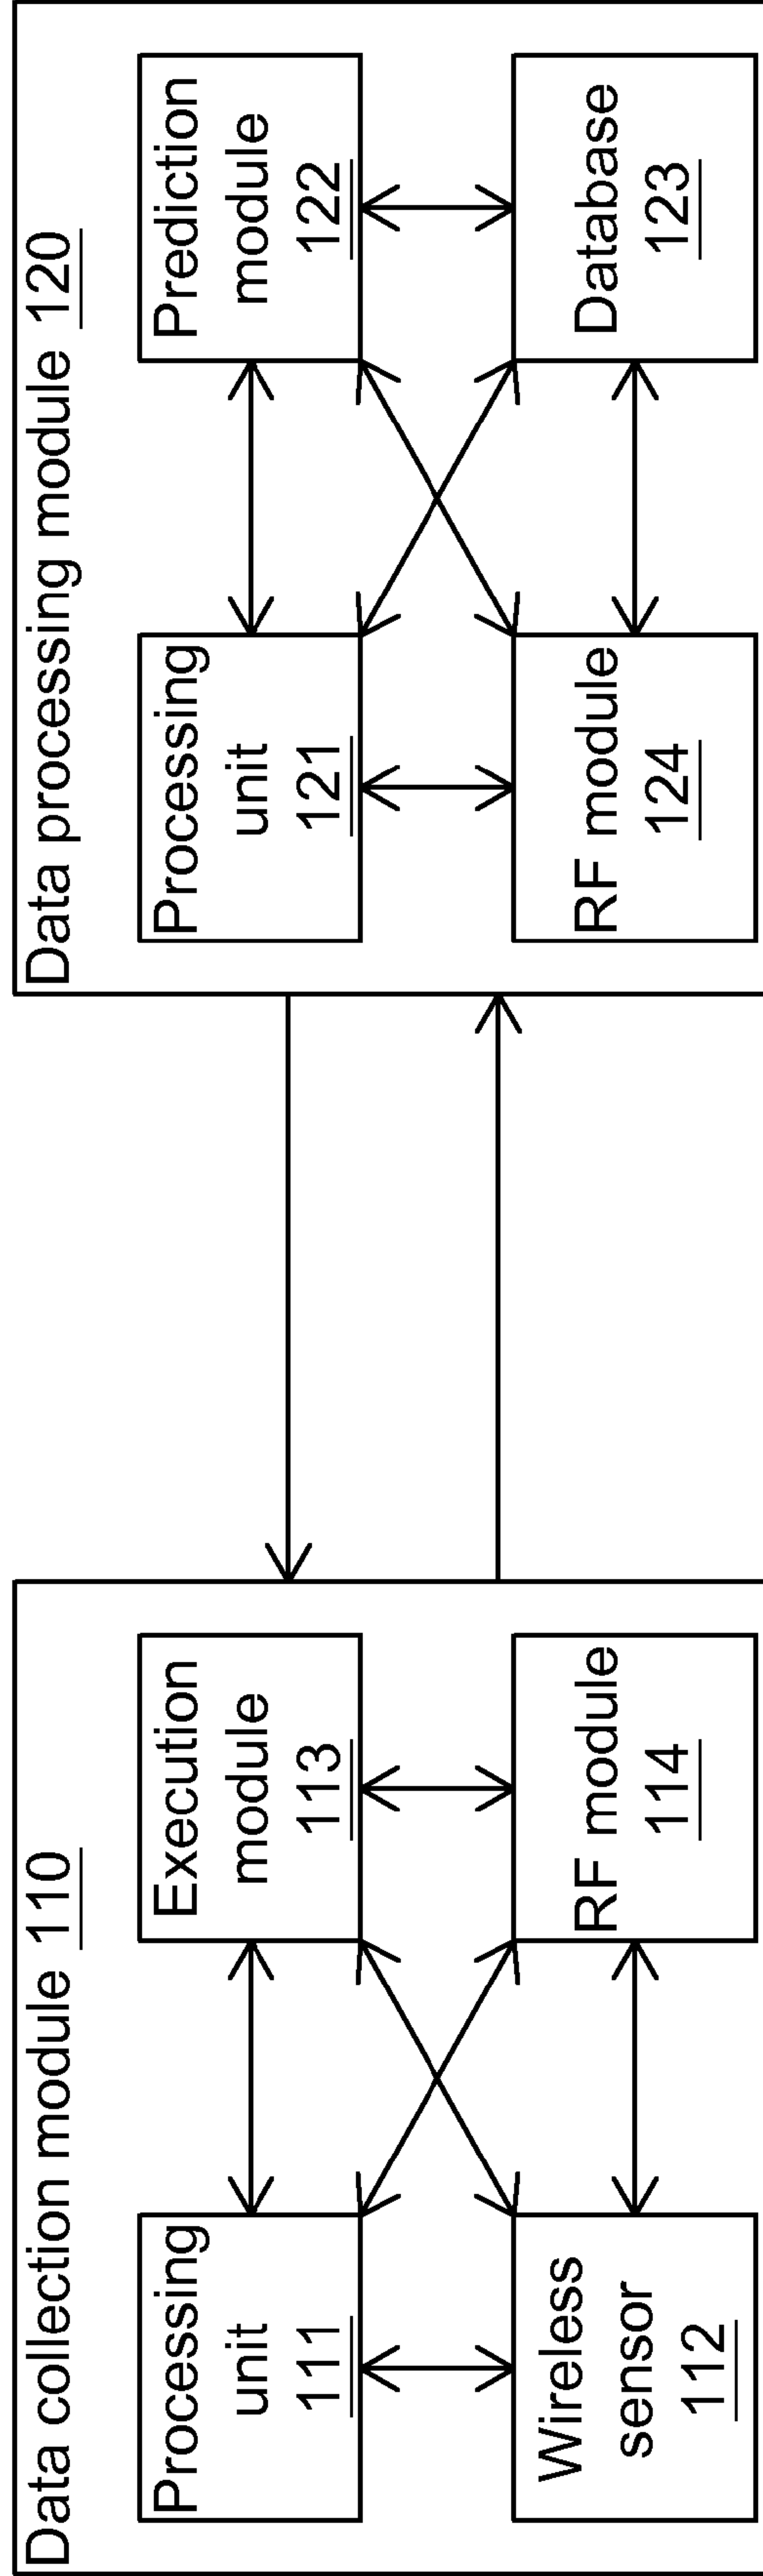 Data collection module 110
Processing
unit
111
Execution
module
113
Wireless
sensor
112
RF module
114
Data processing module 120
Processing
unit
121
Prediction
module
122
RF module
124
Database
123